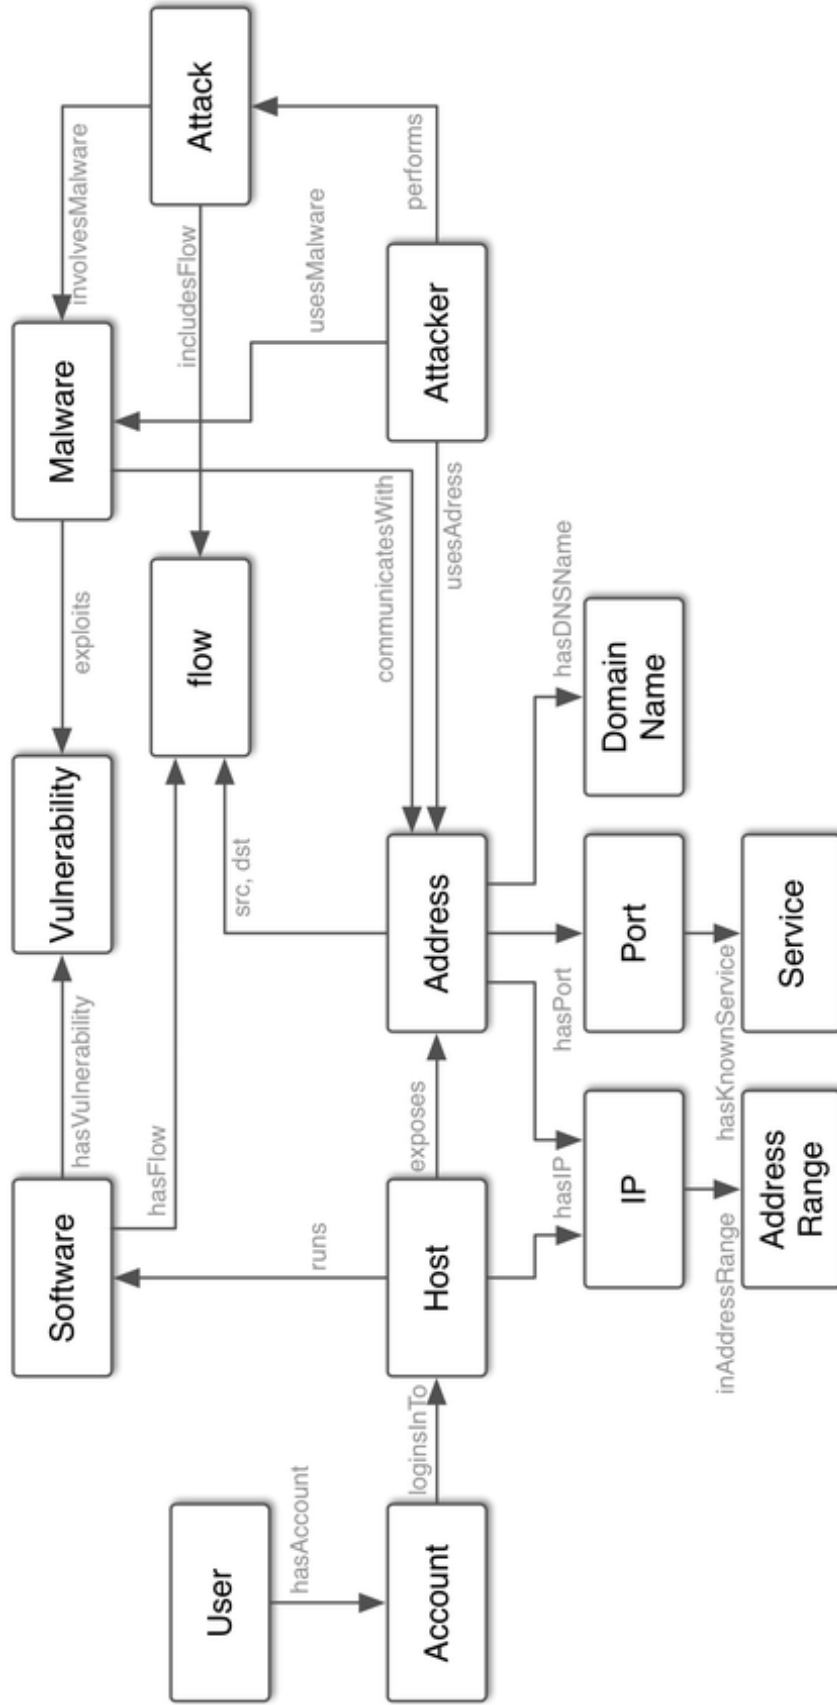 Software
hasVulnerability
Vulnerability
exploits
Malware
involvesMalware
Attack
hasFlow
flow
includesFlow
User
hasAccount
runs
src, dst
communicatesWith
usesMalware
performs
Account
loginsInTo
Host
exposes
Address
usesAdress
Attacker
hasIP
hasPort
hasDNSName
IP
Port
Domain
Name
inAddressRange
hasKnownService
Address
Range
Service